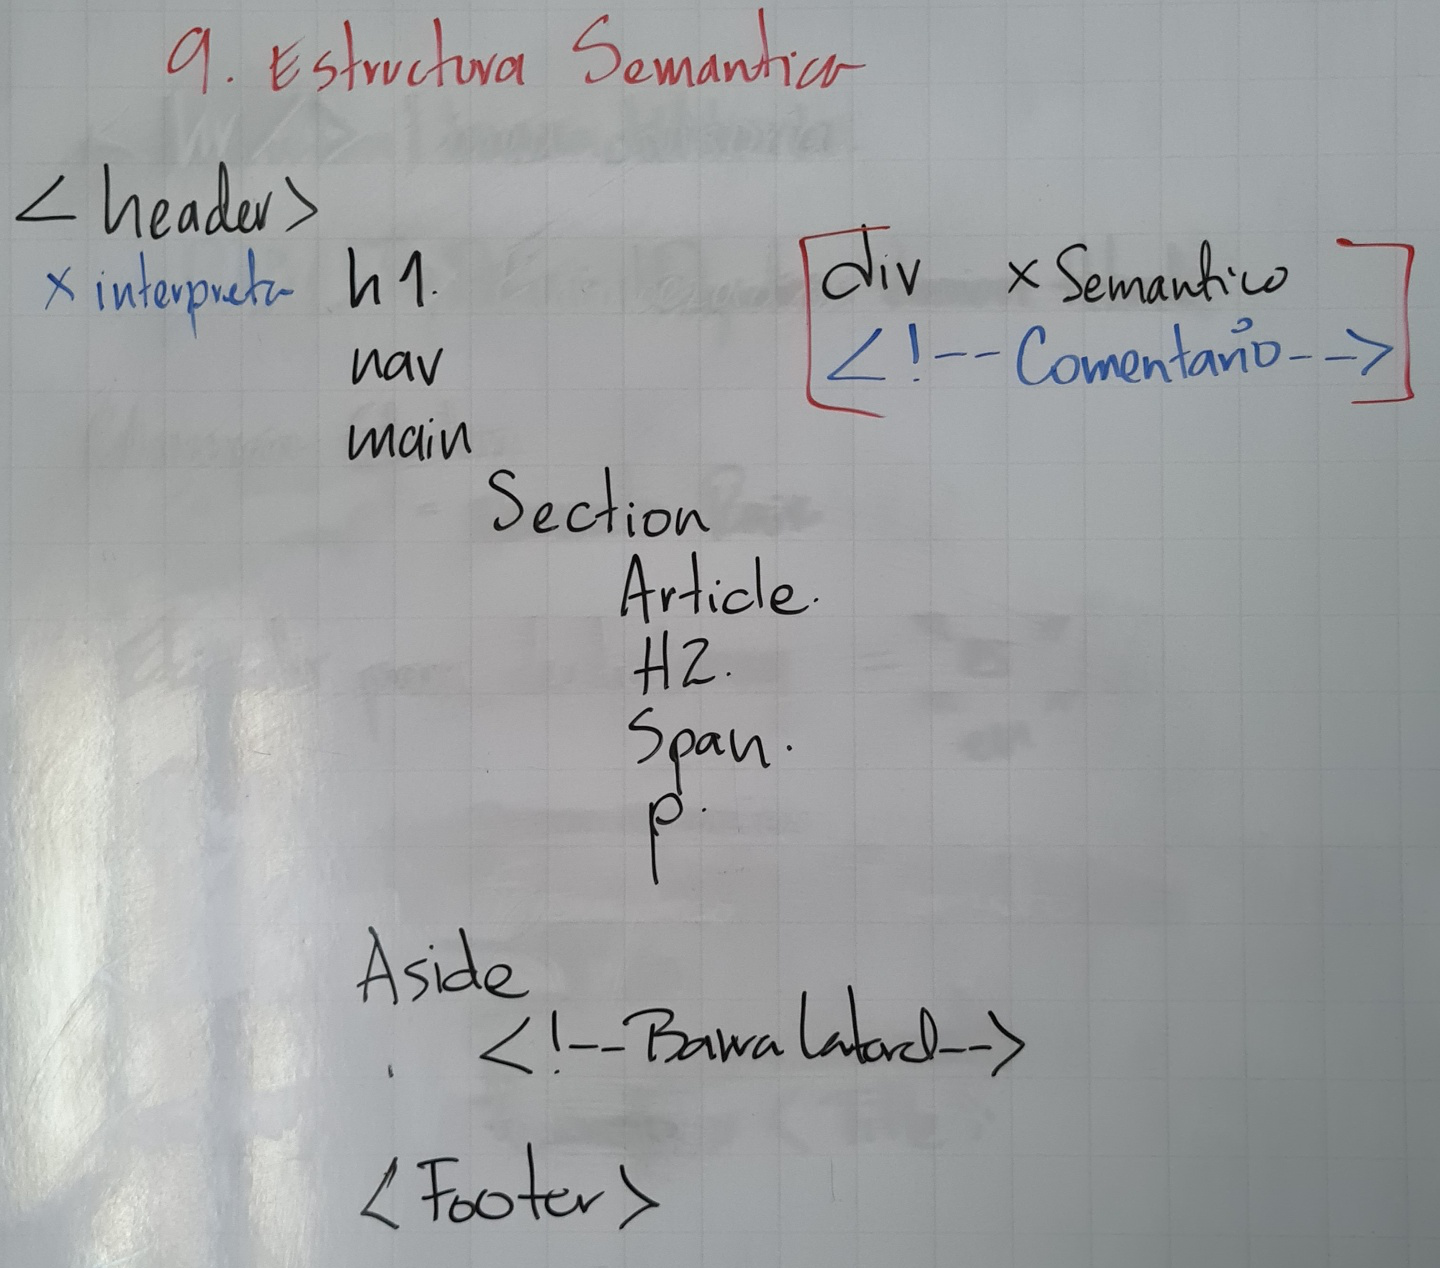 9. Estructura Semantica
<header>
x interpreta h1.
nav
main
div x Semantico
<!-- Comentario -->
Section
Article.
H2.
Span.
p.
Aside
<!-- Barra lateral -->
<Footer>